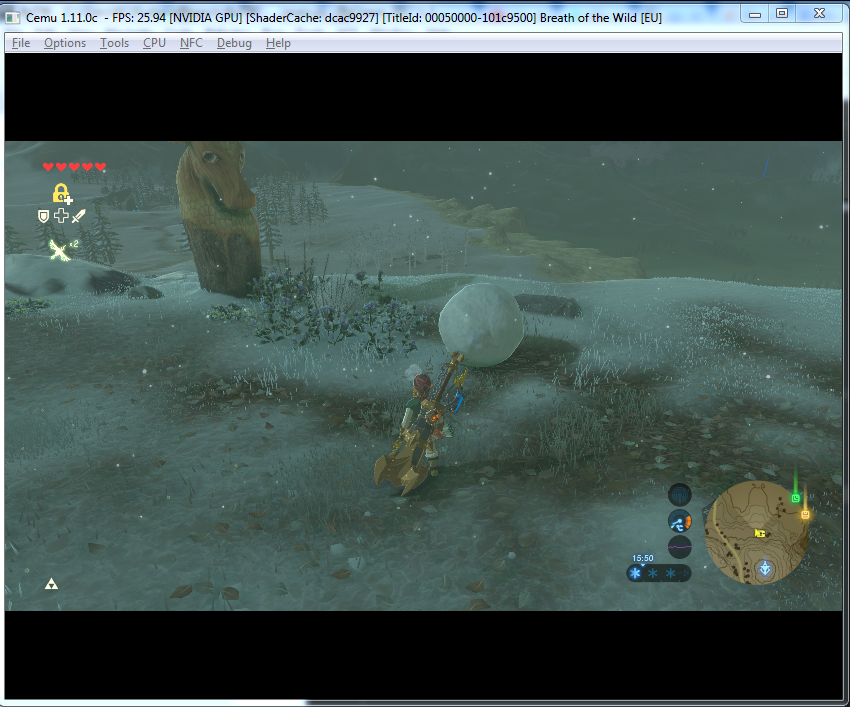 Cemu 1.11.0c - FPS: 25.94 [NVIDIA GPU] [ShaderCache: dcac9927] [TitleId: 00050000-101c9500] Breath of the Wild [EU]
File Options Tools CPU NFC Debug Help
×2
15:50